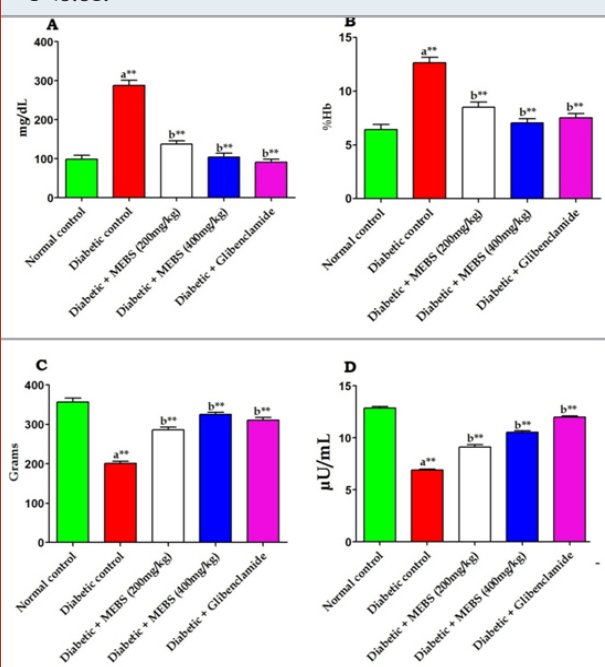 A
400
300
200
100
0
mg/dL
a**
b**
b**
b**
Normal control
Diabetic control
Diabetic + MEBS (200mg/kg)
Diabetic + MEBS (400mg/kg)
Diabetic + Glibenclamide
B
15
10
5
0
%Hb
a**
b**
b**
b**
Normal control
Diabetic control
Diabetic + MEBS (200mg/kg)
Diabetic + MEBS (400mg/kg)
Diabetic + Glibenclamide
C
400
300
200
100
0
Grams
a**
b**
b**
b**
Normal control
Diabetic control
Diabetic + MEBS (200mg/kg)
Diabetic + MEBS (400mg/kg)
Diabetic + Glibenclamide
D
15
10
5
0
µU/mL
a**
b**
b**
b**
Normal control
Diabetic control
Diabetic + MEBS (200mg/kg)
Diabetic + MEBS (400mg/kg)
Diabetic + Glibenclamide